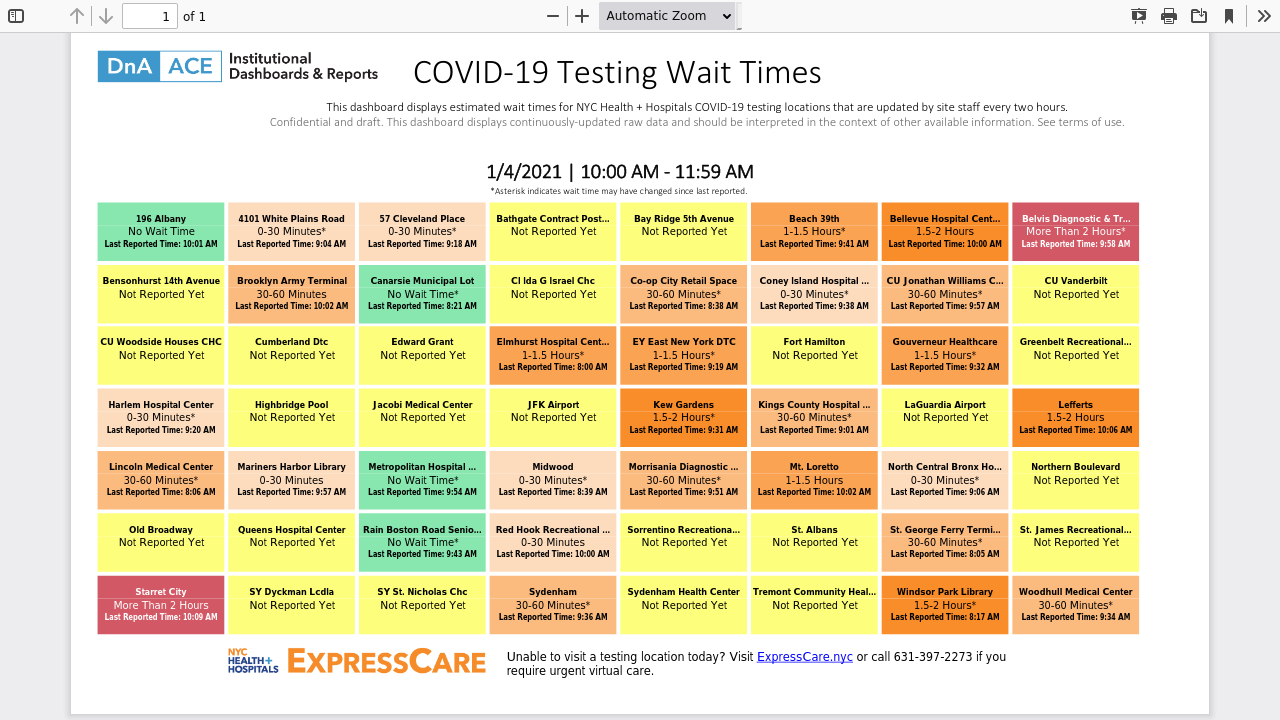 1 of 1 Automatic Zoom
DnA ACE Institutional Dashboards & Reports
COVID-19 Testing Wait Times
This dashboard displays estimated wait times for NYC Health + Hospitals COVID-19 testing locations that are updated by site staff every two hours.
Confidential and draft. This dashboard displays continuously-updated raw data and should be interpreted in the context of other available information. See terms of use.
1/4/2021 | 10:00 AM - 11:59 AM
*Asterisk indicates wait time may have changed since last reported.
196 Albany
No Wait Time
Last Reported Time: 10:01 AM
4101 White Plains Road
0-30 Minutes*
Last Reported Time: 9:04 AM
57 Cleveland Place
0-30 Minutes*
Last Reported Time: 9:18 AM
Bathgate Contract Post...
Not Reported Yet
Bay Ridge 5th Avenue
Not Reported Yet
Beach 39th
1-1.5 Hours*
Last Reported Time: 9:41 AM
Bellevue Hospital Cent...
1.5-2 Hours
Last Reported Time: 10:00 AM
Belvis Diagnostic & Tr...
More Than 2 Hours*
Last Reported Time: 9:58 AM
Bensonhurst 14th Avenue
Not Reported Yet
Brooklyn Army Terminal
30-60 Minutes
Last Reported Time: 10:02 AM
Canarsie Municipal Lot
No Wait Time*
Last Reported Time: 8:21 AM
CI Ida G Israel Chc
Not Reported Yet
Co-op City Retail Space
30-60 Minutes*
Last Reported Time: 8:38 AM
Coney Island Hospital ...
0-30 Minutes*
Last Reported Time: 9:38 AM
CU Jonathan Williams C...
30-60 Minutes*
Last Reported Time: 9:57 AM
CU Vanderbilt
Not Reported Yet
CU Woodside Houses CHC
Not Reported Yet
Cumberland Dtc
Not Reported Yet
Edward Grant
Not Reported Yet
Elmhurst Hospital Cent...
1-1.5 Hours*
Last Reported Time: 8:00 AM
EY East New York DTC
1-1.5 Hours*
Last Reported Time: 9:19 AM
Fort Hamilton
Not Reported Yet
Gouverneur Healthcare
1-1.5 Hours*
Last Reported Time: 9:32 AM
Greenbelt Recreational...
Not Reported Yet
Harlem Hospital Center
0-30 Minutes*
Last Reported Time: 9:20 AM
Highbridge Pool
Not Reported Yet
Jacobi Medical Center
Not Reported Yet
JFK Airport
Not Reported Yet
Kew Gardens
1.5-2 Hours*
Last Reported Time: 9:31 AM
Kings County Hospital ...
30-60 Minutes*
Last Reported Time: 9:01 AM
LaGuardia Airport
Not Reported Yet
Lefferts
1.5-2 Hours
Last Reported Time: 10:06 AM
Lincoln Medical Center
30-60 Minutes*
Last Reported Time: 8:06 AM
Mariners Harbor Library
0-30 Minutes
Last Reported Time: 9:57 AM
Metropolitan Hospital ...
No Wait Time*
Last Reported Time: 9:54 AM
Midwood
0-30 Minutes*
Last Reported Time: 8:39 AM
Morrisania Diagnostic ...
30-60 Minutes*
Last Reported Time: 9:51 AM
Mt. Loretto
1-1.5 Hours
Last Reported Time: 10:02 AM
North Central Bronx Ho...
0-30 Minutes*
Last Reported Time: 9:06 AM
Northern Boulevard
Not Reported Yet
Old Broadway
Not Reported Yet
Queens Hospital Center
Not Reported Yet
Rain Boston Road Senio...
No Wait Time*
Last Reported Time: 9:43 AM
Red Hook Recreational ...
0-30 Minutes
Last Reported Time: 10:00 AM
Sorrentino Recreationa...
Not Reported Yet
St. Albans
Not Reported Yet
St. George Ferry Termi...
30-60 Minutes*
Last Reported Time: 8:05 AM
St. James Recreational...
Not Reported Yet
Starret City
More Than 2 Hours
Last Reported Time: 10:09 AM
SY Dyckman Lcdla
Not Reported Yet
SY St. Nicholas Chc
Not Reported Yet
Sydenham
30-60 Minutes*
Last Reported Time: 9:36 AM
Sydenham Health Center
Not Reported Yet
Tremont Community Heal...
Not Reported Yet
Windsor Park Library
1.5-2 Hours*
Last Reported Time: 8:17 AM
Woodhull Medical Center
30-60 Minutes*
Last Reported Time: 9:34 AM
NYC
HEALTH+
HOSPITALS
EXPRESSCARE
Unable to visit a testing location today? Visit ExpressCare.nyc or call 631-397-2273 if you
require urgent virtual care.